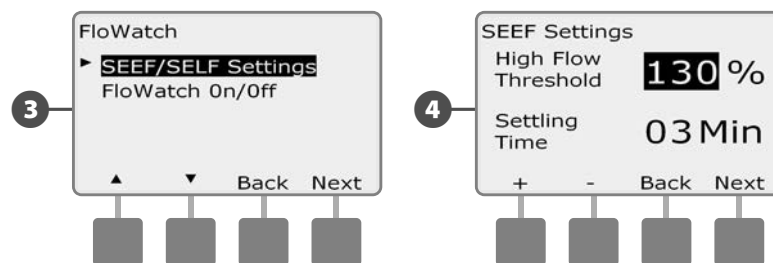 3
FloWatch
► SEEF/SELF Settings
FloWatch On/Off
▲ ▼ Back Next
4
SEEF Settings
High Flow
Threshold 130 %
Settling
Time 03 Min
+ - Back Next